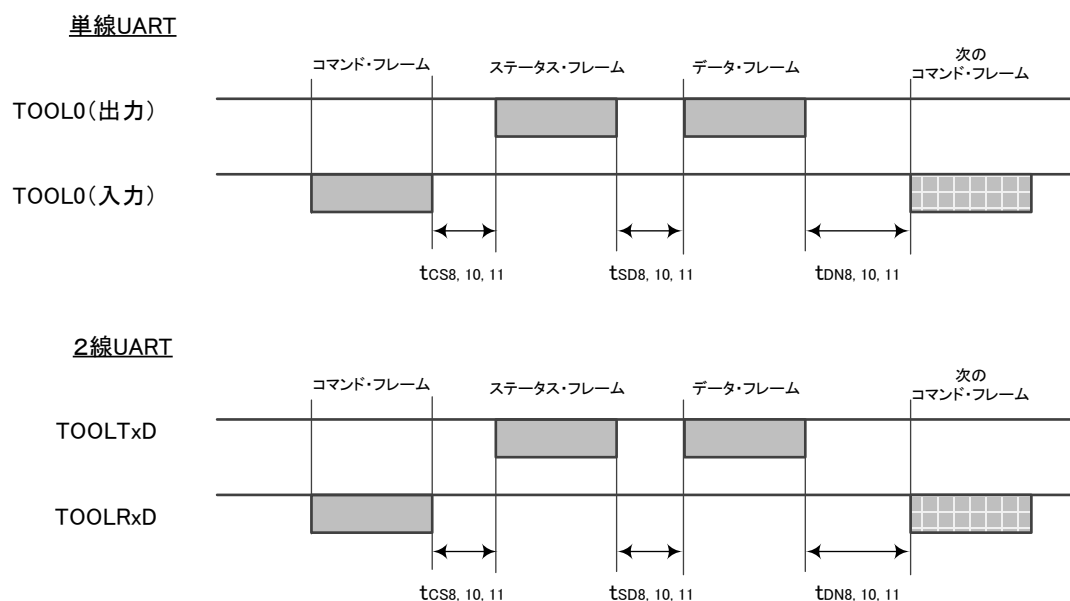 単線UART
コマンド・フレーム
ステータス・フレーム
データ・フレーム
次の
コマンド・フレーム
TOOL0(出力)
TOOL0(入力)
tCS8, 10, 11
tSD8, 10, 11
tDN8, 10, 11
2線UART
コマンド・フレーム
ステータス・フレーム
データ・フレーム
次の
コマンド・フレーム
TOOLTxD
TOOLRxD
tCS8, 10, 11
tSD8, 10, 11
tDN8, 10, 11